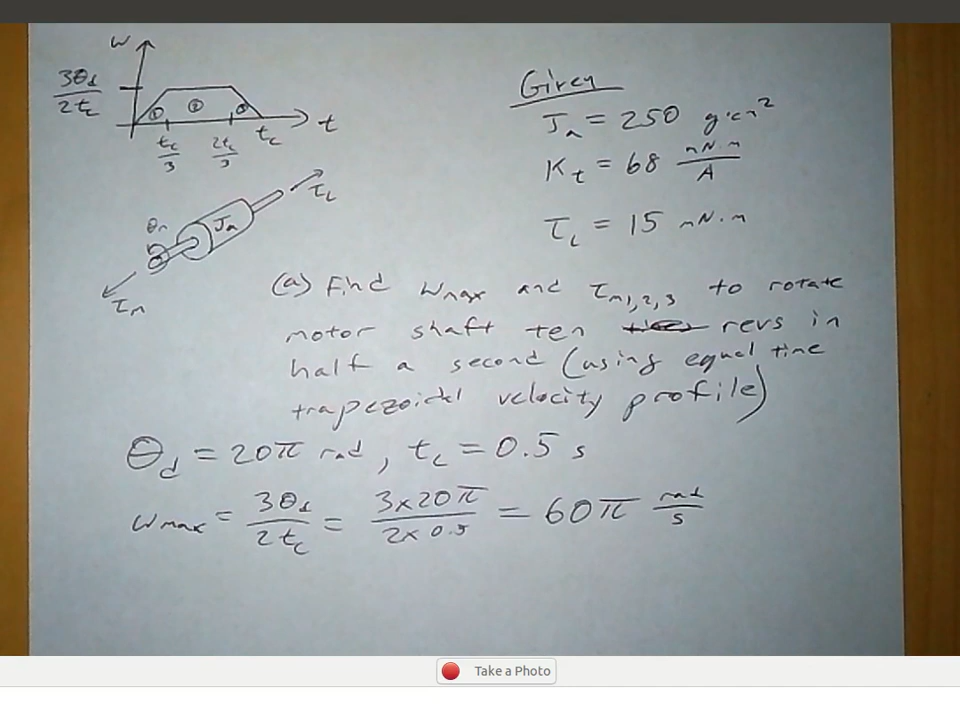 ω
3θd
2tc
① ② ③
tc
3
2tc
3
tc
t
θm
Jm
τL
τm
Given
Jm = 250 g·cm²
Kt = 68 mN·m
A
τL = 15 mN·m
(a) Find ωmax and τm1,2,3 to rotate
motor shaft ten revs in
half a second (using equal time
trapezoidal velocity profile)
θd = 20π rad, tc = 0.5 s
ωmax = 3θd / 2tc = 3×20π / 2×0.5 = 60π rad / s
Take a Photo